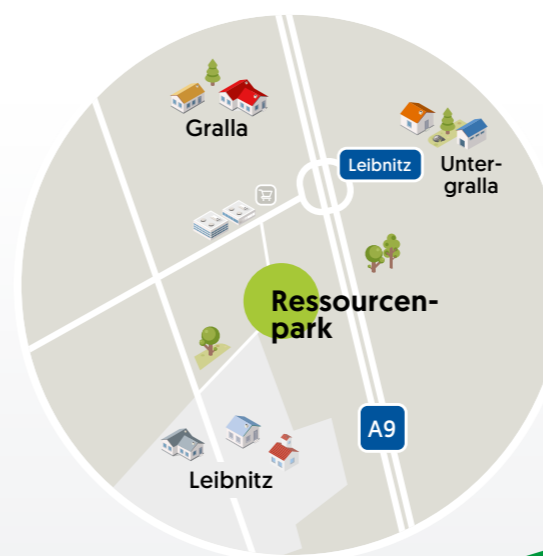 Gralla
Leibnitz
Unter-
gralla
Ressourcen-
park
A9
Leibnitz